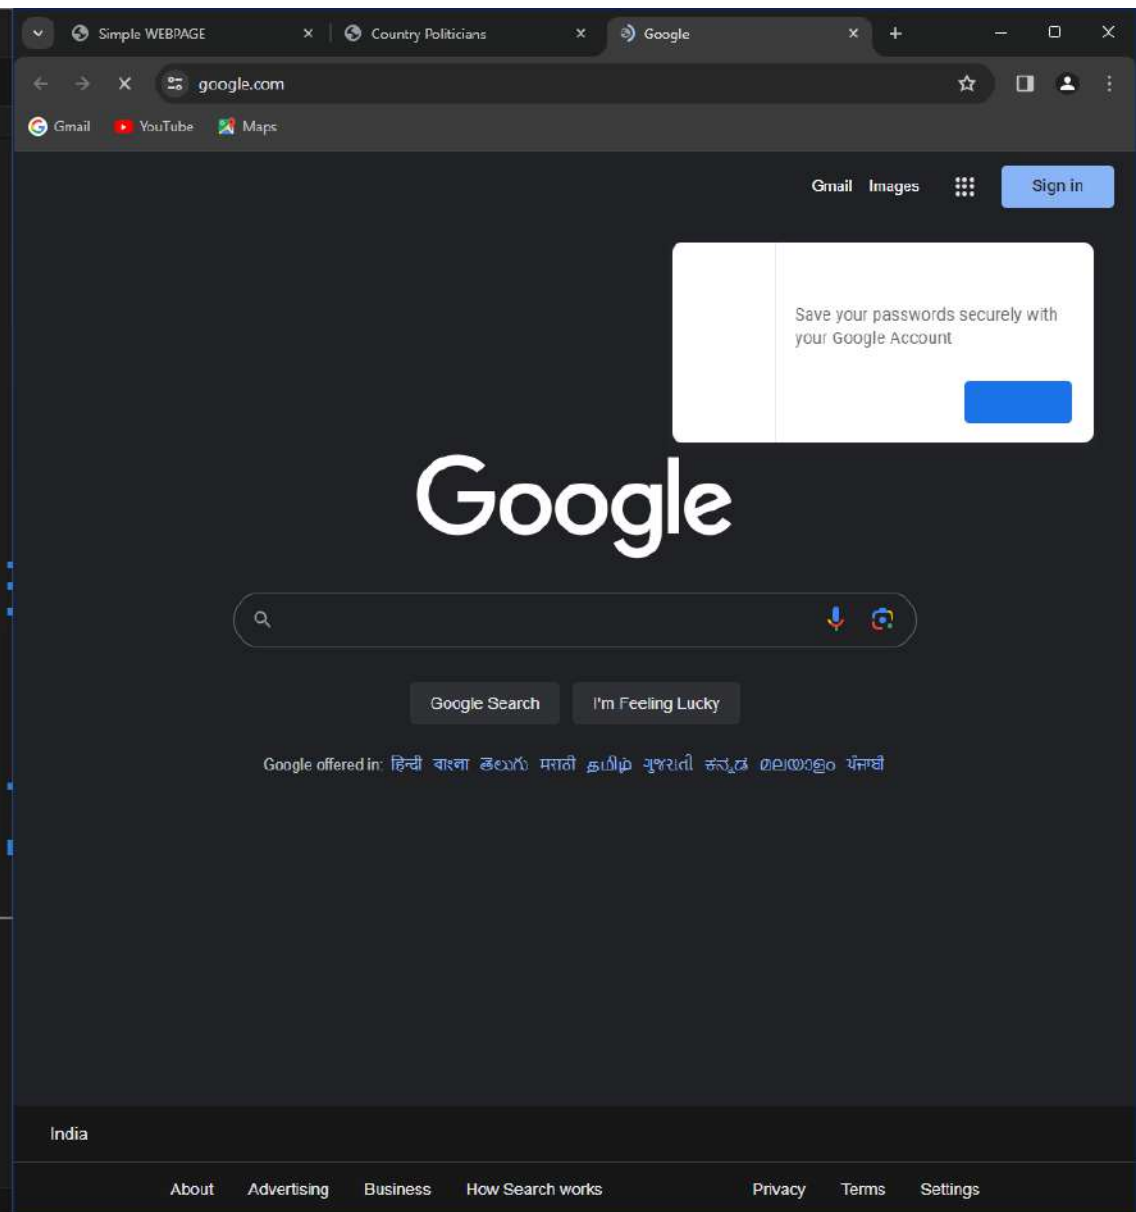 Simple WEBPAGE Country Politicians Google
google.com
Gmail YouTube Maps
Gmail Images Sign in
Save your passwords securely with
your Google Account
Google
Google Search I'm Feeling Lucky
Google offered in: हिन्दी বাংলা తెలుగు मराठी தமிழ் ગુજરાતી ಕನ್ನಡ മലയാളം ਪੰਜਾਬੀ
India
About Advertising Business How Search works Privacy Terms Settings